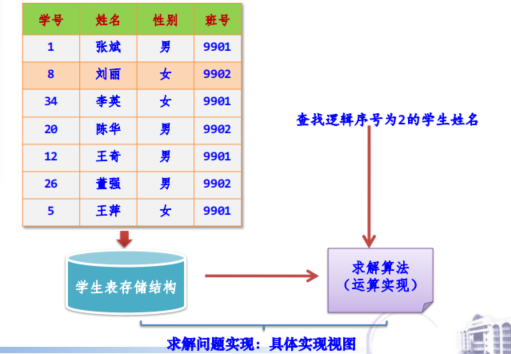 学号 姓名 性别 班号
1 张斌 男 9901
8 刘丽 女 9902
34 李英 女 9901
20 陈华 男 9902
12 王奇 男 9901
26 董强 男 9902
5 王萍 女 9901
查找逻辑序号为2的学生姓名
学生表存储结构
求解算法
（运算实现）
求解问题实现：具体实现视图